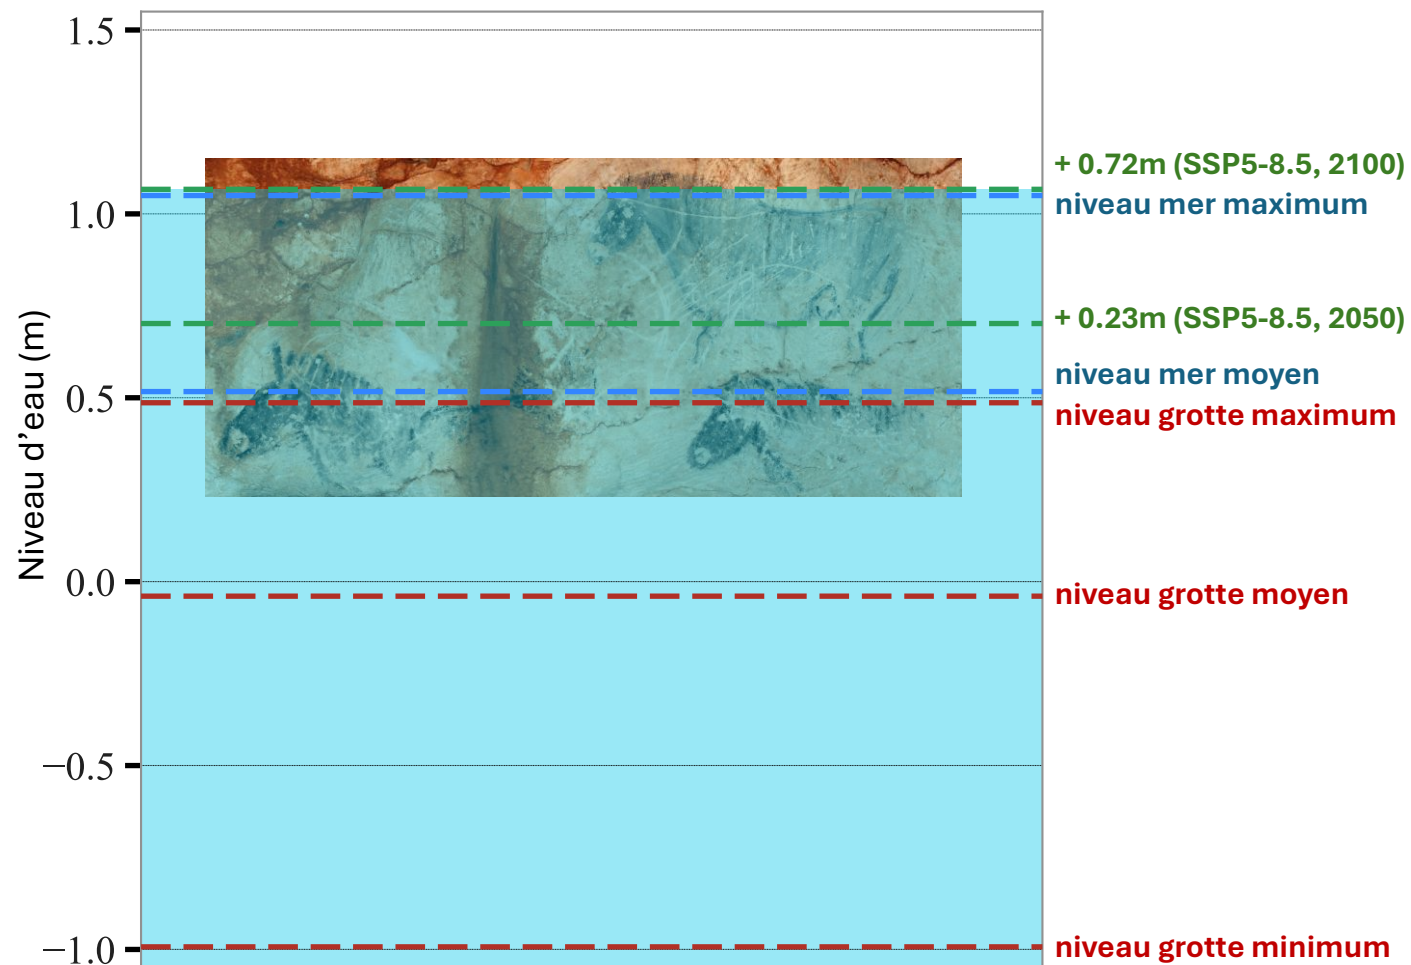 1.5
+ 0.72m (SSP5-8.5, 2100)
niveau mer maximum
1.0
+ 0.23m (SSP5-8.5, 2050)
niveau mer moyen
0.5
niveau grotte maximum
Niveau d’eau (m)
0.0
niveau grotte moyen
−0.5
−1.0
niveau grotte minimum